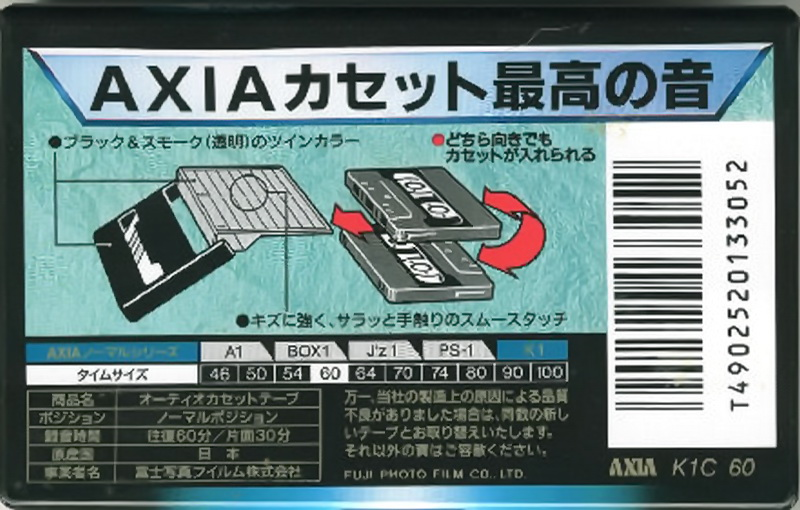 AXIAカセット最高の音
●ブラック&スモーク(透明)のツインカラー
●どちら向きでも
カセットが入れられる
●キズに強く、サラッと手触りのスムースタッチ
AXIAノーマルシリーズ A1 BOX1 J'z 1 PS-1 K1
タイムサイズ 46 50 54 60 64 70 74 80 90 100
商品名 オーディオカセットテープ
ポジション ノーマルポジション
録音時間 往復60分/片面30分
原産国 日本
事業者名 富士写真フイルム株式会社
万一、当社の製造上の原因による品質
不良がありました場合は、同数の新し
いテープとお取り替えいたします。
それ以外の責はご容赦ください。
FUJI PHOTO FILM CO., LTD.
T4902520133052
AXIA K1C 60